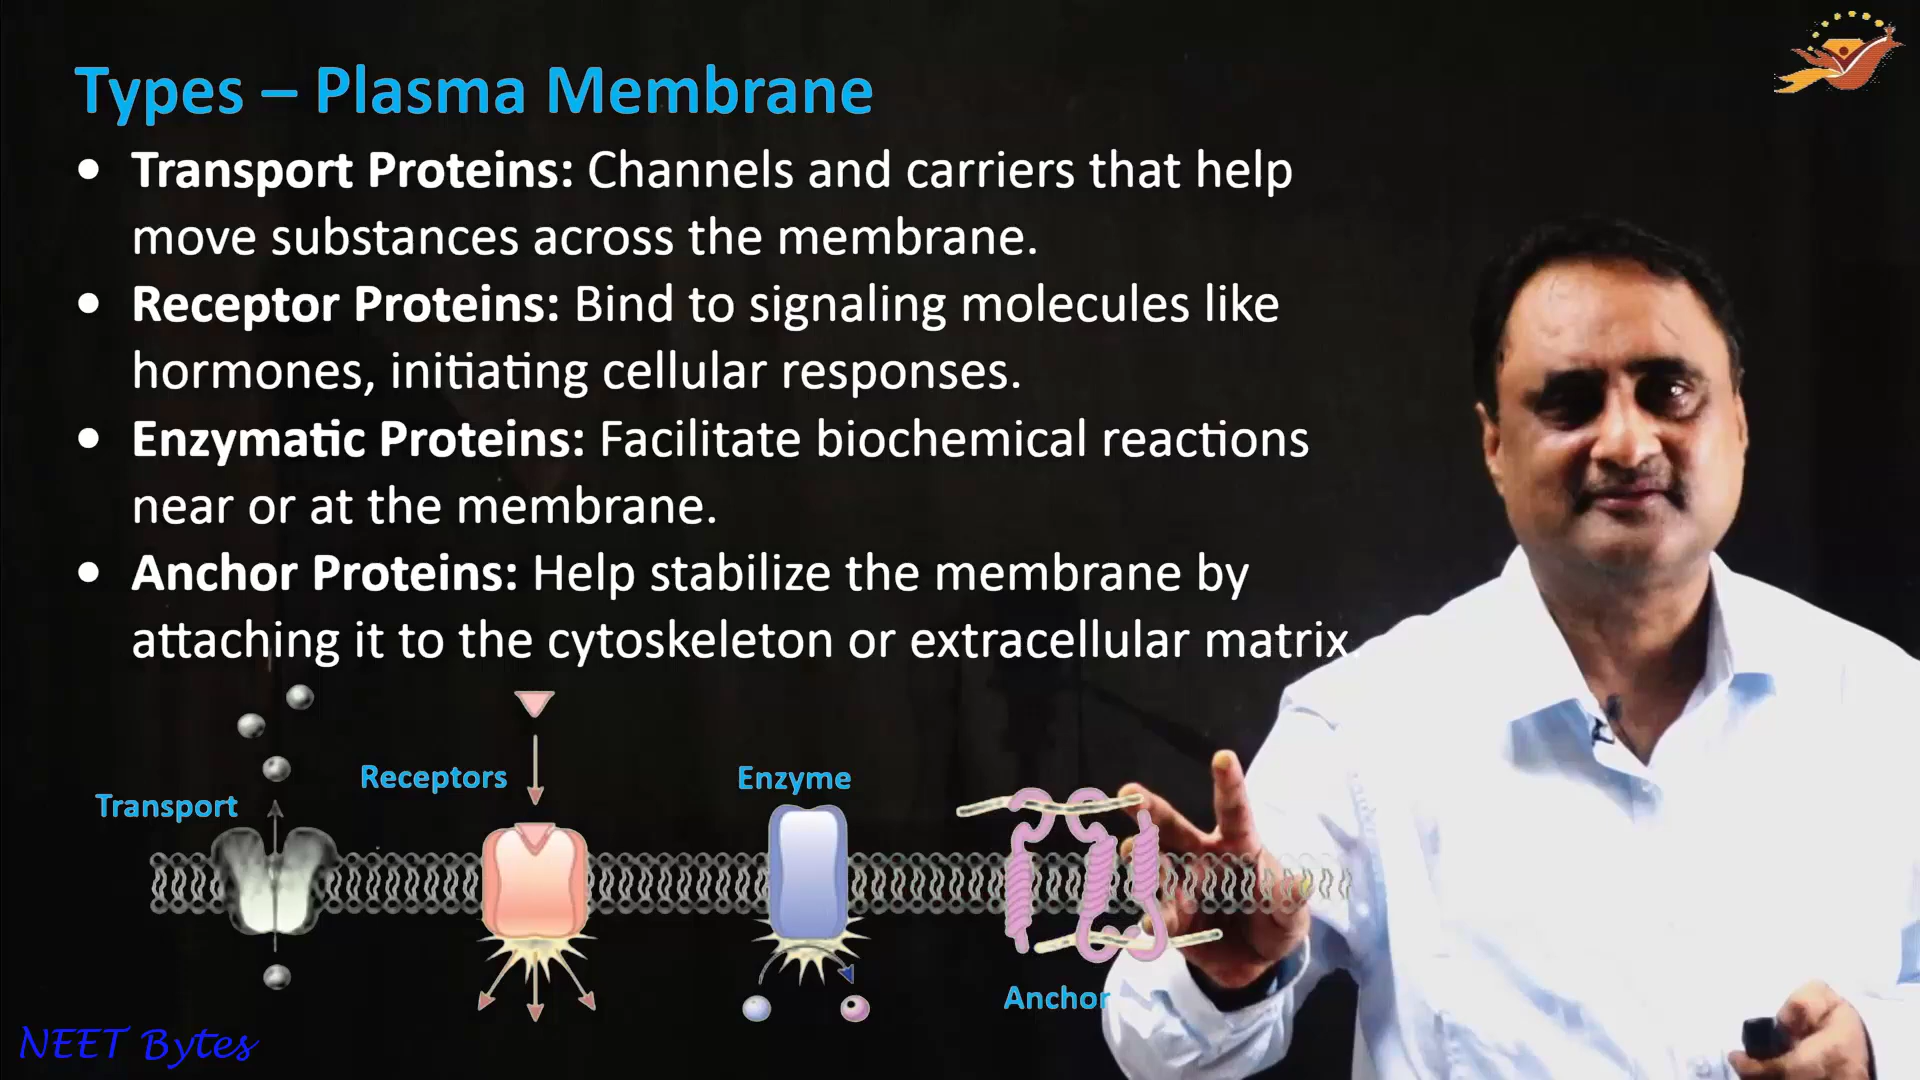 Types – Plasma Membrane
• Transport Proteins: Channels and carriers that help
move substances across the membrane.
• Receptor Proteins: Bind to signaling molecules like
hormones, initiating cellular responses.
• Enzymatic Proteins: Facilitate biochemical reactions
near or at the membrane.
• Anchor Proteins: Help stabilize the membrane by
attaching it to the cytoskeleton or extracellular matrix.
Transport
Receptors
Enzyme
Anchor
NEET Bytes